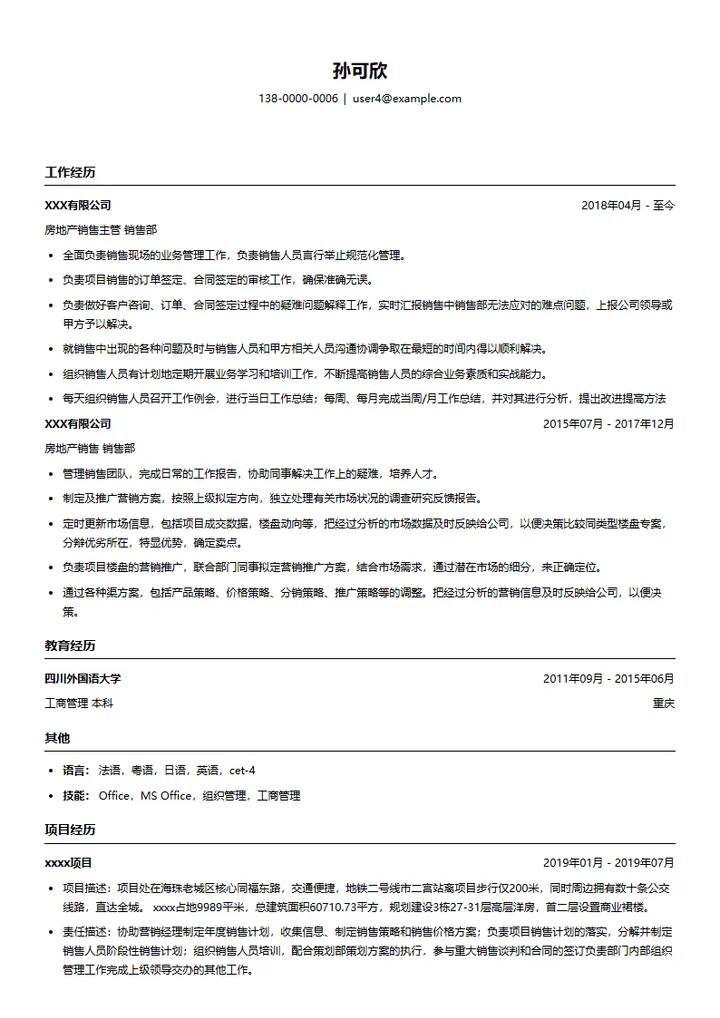 孙可欣
138-0000-0006 | user4@example.com
工作经历
XXX有限公司 2018年04月 - 至今
房地产销售主管 销售部
• 全面负责销售现场的业务管理工作，负责销售人员言行举止规范化管理。
• 负责项目销售的订单签定、合同签定的审核工作，确保准确无误。
• 负责做好客户咨询、订单、合同签定过程中的疑难问题解释工作，实时汇报销售中销售部无法应对的难点问题，上报公司领导或
甲方予以解决。
• 就销售中出现的各种问题及时与销售人员和甲方相关人员沟通协调争取在最短的时间内得以顺利解决。
• 组织销售人员有计划地定期开展业务学习和培训工作，不断提高销售人员的综合业务素质和实战能力。
• 每天组织销售人员召开工作例会，进行当日工作总结；每周、每月完成当周/月工作总结，并对其进行分析，提出改进提高方法
XXX有限公司 2015年07月 - 2017年12月
房地产销售 销售部
• 管理销售团队，完成日常的工作报告，协助同事解决工作上的疑难，培养人才。
• 制定及推广营销方案，按照上级拟定方向，独立处理有关市场状况的调查研究反馈报告。
• 定时更新市场信息，包括项目成交数据，楼盘动向等，把经过分析的市场数据及时反映给公司，以便决策比较同类型楼盘专案，
分辩优劣所在，特显优势，确定卖点。
• 负责项目楼盘的营销推广，联合部门同事拟定营销推广方案，结合市场需求，通过潜在市场的细分，来正确定位。
• 通过各种渠方案，包括产品策略、价格策略、分销策略、推广策略等的调整。把经过分析的营销信息及时反映给公司，以便决
策。
教育经历
四川外国语大学 2011年09月 - 2015年06月
工商管理 本科 重庆
其他
• 语言： 法语，粤语，日语，英语，cet-4
• 技能： Office，MS Office，组织管理，工商管理
项目经历
xxxx项目 2019年01月 - 2019年07月
• 项目描述：项目处在海珠老城区核心同福东路，交通便捷，地铁二号线市二宫站离项目步行仅200米，同时周边拥有数十条公交
线路，直达全城。 xxxx占地9989平米，总建筑面积60710.73平方，规划建设3栋27-31层高层洋房，首二层设置商业裙楼。
• 责任描述：协助营销经理制定年度销售计划，收集信息、制定销售策略和销售价格方案；负责项目销售计划的落实，分解并制定
销售人员阶段性销售计划；组织销售人员培训，配合策划部策划方案的执行，参与重大销售谈判和合同的签订负责部门内部组织
管理工作完成上级领导交办的其他工作。